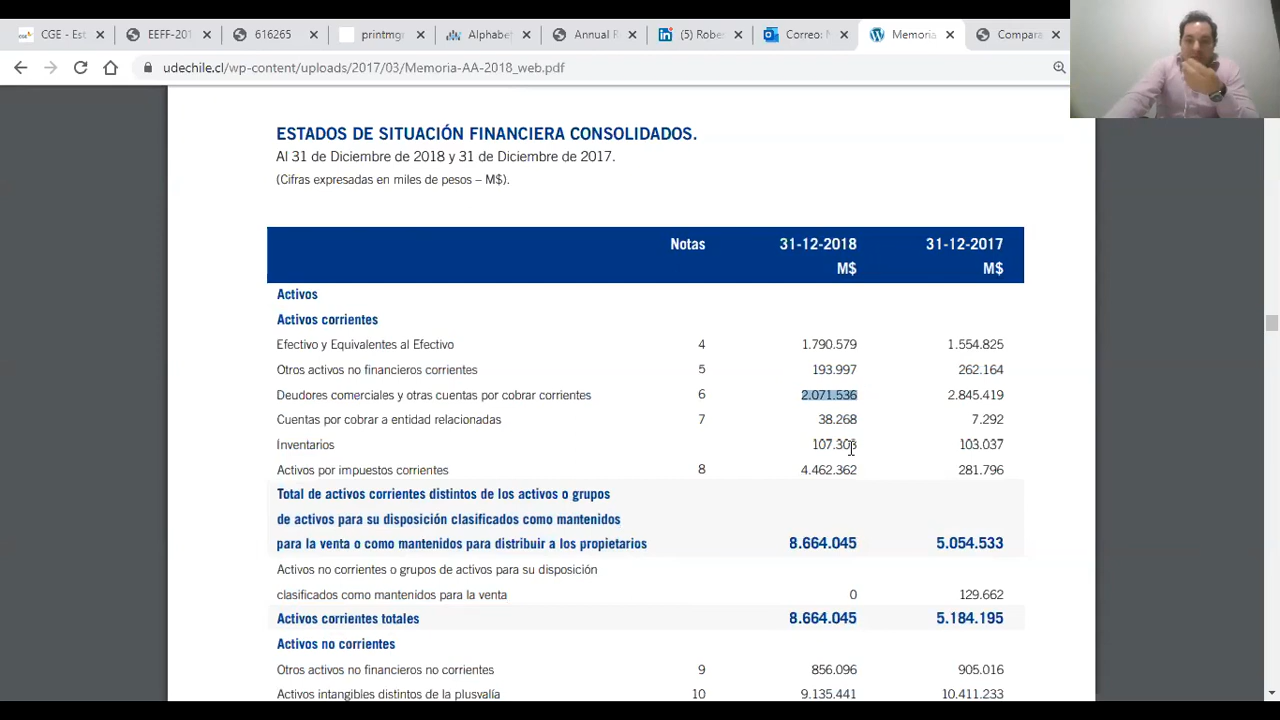 CGE - Est
EEFF-201
616265
printmg
Alphabe
Annual R
(5) Rober
Correo: M
Memoria
Compara
udechile.cl/wp-content/uploads/2017/03/Memoria-AA-2018_web.pdf
ESTADOS DE SITUACIÓN FINANCIERA CONSOLIDADOS.
Al 31 de Diciembre de 2018 y 31 de Diciembre de 2017.
(Cifras expresadas en miles de pesos – M$).
Notas 31-12-2018 31-12-2017
M$ M$
Activos
Activos corrientes
Efectivo y Equivalentes al Efectivo 4 1.790.579 1.554.825
Otros activos no financieros corrientes 5 193.997 262.164
Deudores comerciales y otras cuentas por cobrar corrientes 6 2.071.536 2.845.419
Cuentas por cobrar a entidad relacionadas 7 38.268 7.292
Inventarios 107.303 103.037
Activos por impuestos corrientes 8 4.462.362 281.796
Total de activos corrientes distintos de los activos o grupos
de activos para su disposición clasificados como mantenidos
para la venta o como mantenidos para distribuir a los propietarios 8.664.045 5.054.533
Activos no corrientes o grupos de activos para su disposición
clasificados como mantenidos para la venta 0 129.662
Activos corrientes totales 8.664.045 5.184.195
Activos no corrientes
Otros activos no financieros no corrientes 9 856.096 905.016
Activos intangibles distintos de la plusvalía 10 9.135.441 10.411.233